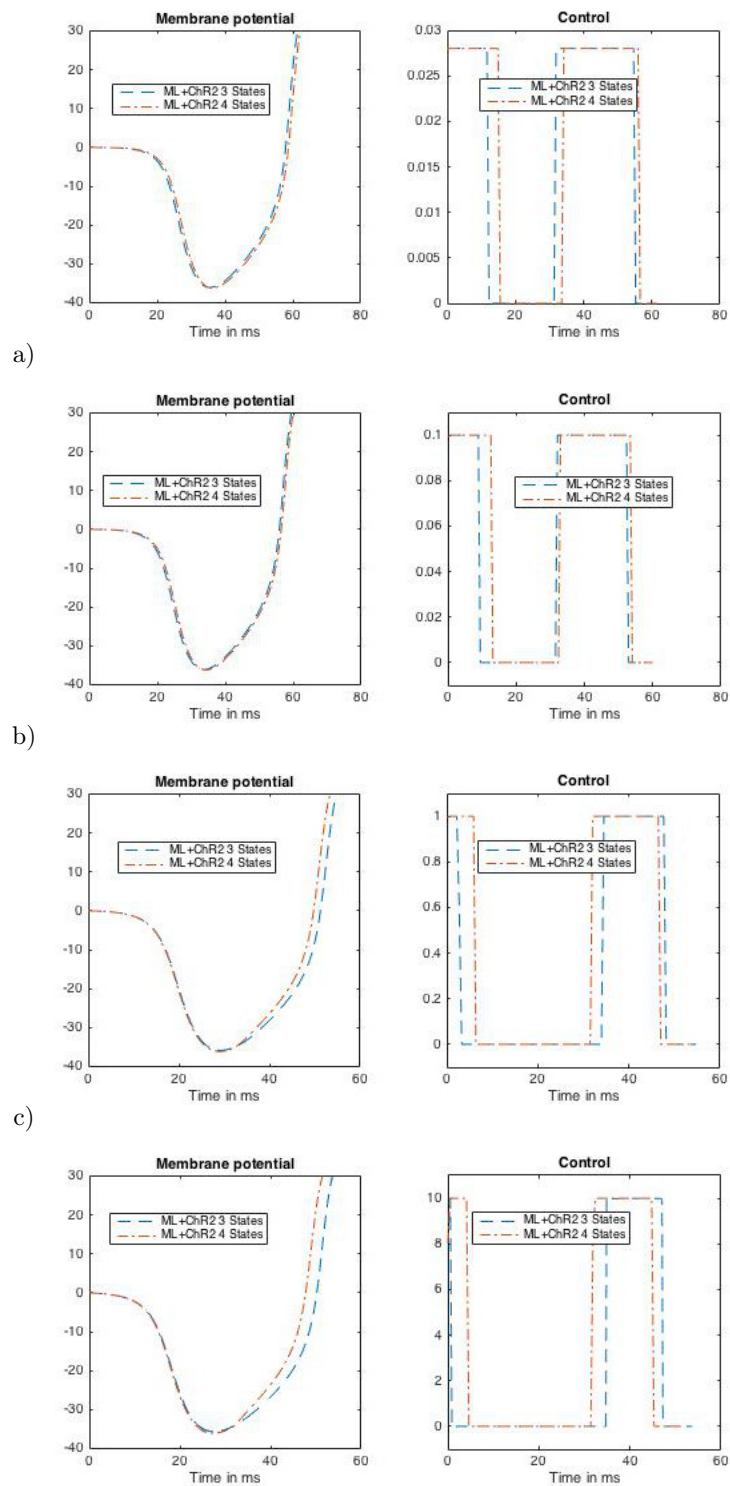 Membrane potential
30
20
10
0
-10
-20
-30
-40
ML+ChR2 3 States
ML+ChR2 4 States
0 20 40 60 80
Time in ms
Control
0.03
0.025
0.02
0.015
0.01
0.005
0
ML+ChR2 3 States
ML+ChR2 4 States
0 20 40 60 80
Time in ms
a)
Membrane potential
30
20
10
0
-10
-20
-30
-40
ML+ChR2 3 States
ML+ChR2 4 States
0 20 40 60 80
Time in ms
Control
0.1
0.08
0.06
0.04
0.02
0
ML+ChR2 3 States
ML+ChR2 4 States
0 20 40 60 80
Time in ms
b)
Membrane potential
30
20
10
0
-10
-20
-30
-40
ML+ChR2 3 States
ML+ChR2 4 States
0 20 40 60
Time in ms
Control
1
0.8
0.6
0.4
0.2
0
ML+ChR2 3 States
ML+ChR2 4 States
0 20 40 60
Time in ms
c)
Membrane potential
30
20
10
0
-10
-20
-30
-40
ML+ChR2 3 States
ML+ChR2 4 States
0 20 40 60
Time in ms
Control
10
8
6
4
2
0
ML+ChR2 3 States
ML+ChR2 4 States
0 20 40 60
Time in ms